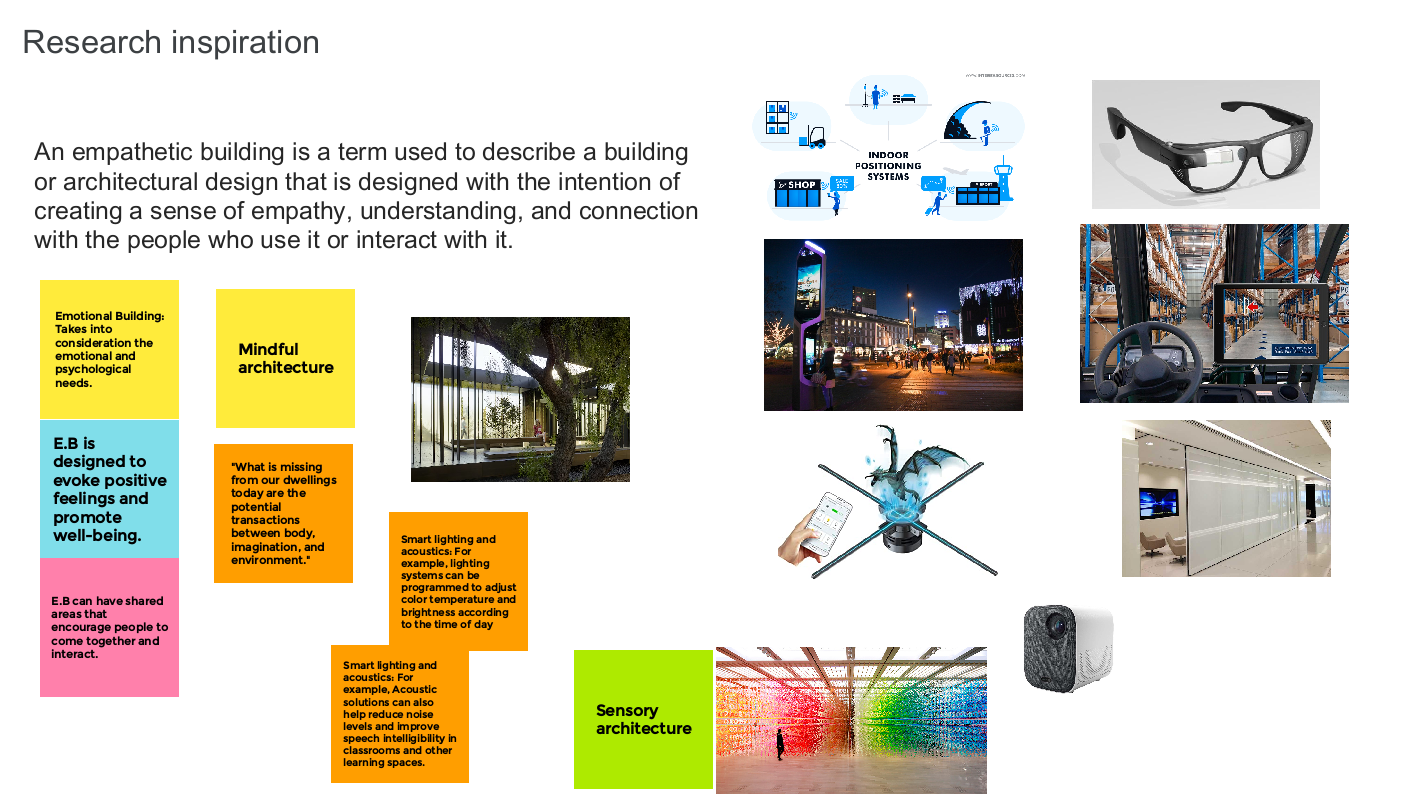 Research inspiration
An empathetic building is a term used to describe a building
or architectural design that is designed with the intention of
creating a sense of empathy, understanding, and connection
with the people who use it or interact with it.
Emotional Building:
Takes into
consideration the
emotional and
psychological
needs.
E.B is
designed to
evoke positive
feelings and
promote
well-being.
E.B can have shared
areas that
encourage people to
come together and
interact.
Mindful
architecture
"What is missing
from our dwellings
today are the
potential
transactions
between body,
imagination, and
environment."
Smart lighting and
acoustics: For
example, lighting
systems can be
programmed to adjust
color temperature and
brightness according
to the time of day
Smart lighting and
acoustics: For
example, Acoustic
solutions can also
help reduce noise
levels and improve
speech intelligibility in
classrooms and other
learning spaces.
Sensory
architecture
INDOOR
POSITIONING
SYSTEMS
SHOP
SALE